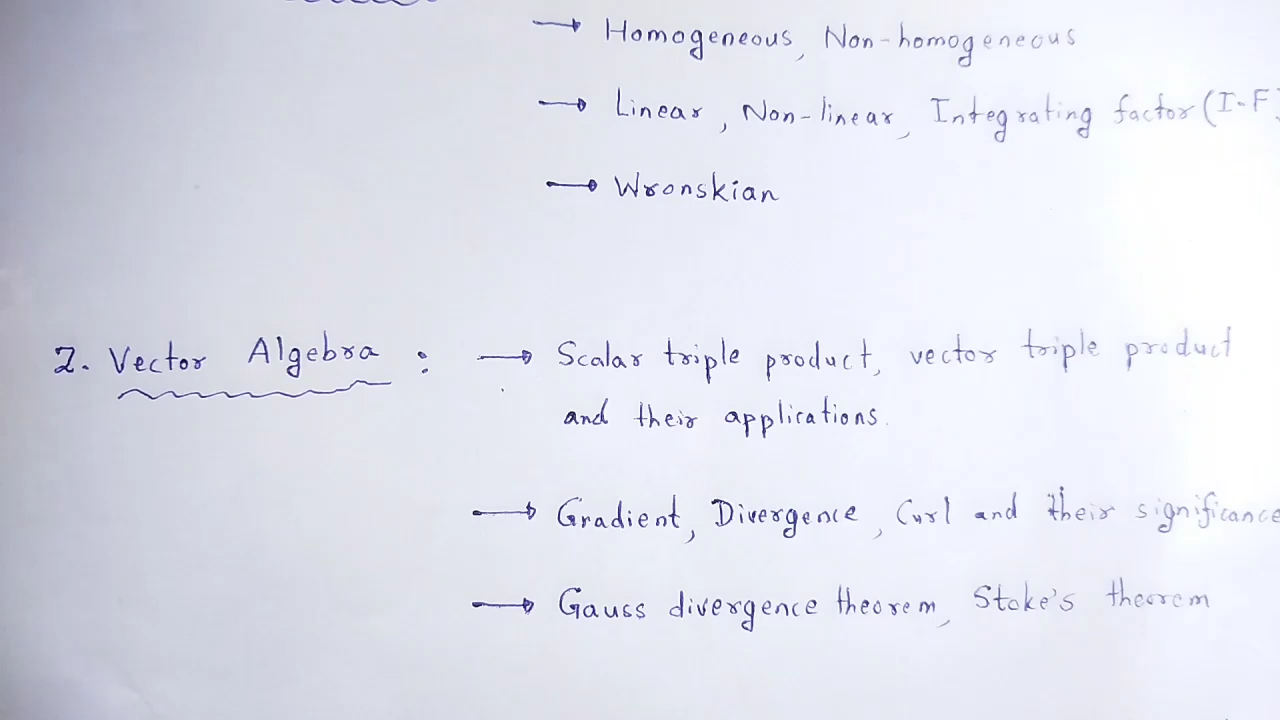 → Homogeneous, Non-homogeneous
→ Linear, Non-linear, Integrating factor (I-F)
→ Wronskian
2. Vector Algebra : → Scalar triple product, vector triple product
and their applications.
→ Gradient, Divergence, Curl and their significance
→ Gauss divergence theorem, Stoke's theorem